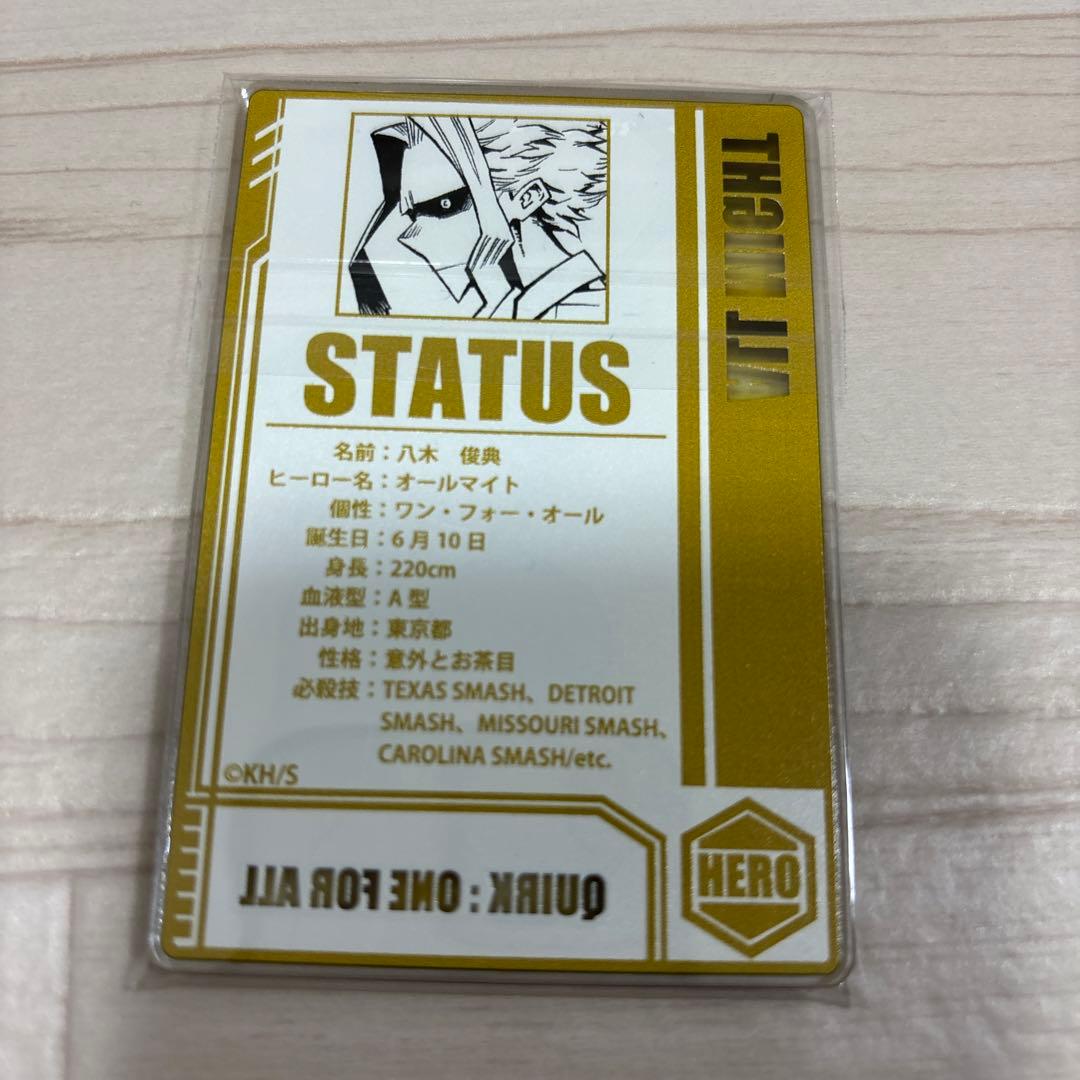 STATUS
名前：八木　俊典
ヒーロー名：オールマイト
個性：ワン・フォー・オール
誕生日：6月10日
身長：220cm
血液型：A型
出身地：東京都
性格：意外とお茶目
必殺技：TEXAS SMASH、DETROIT
SMASH、MISSOURI SMASH、
CAROLINA SMASH/etc.
©KH/S
ALL MIGHT
QUIRK : ONE FOR ALL
HERO